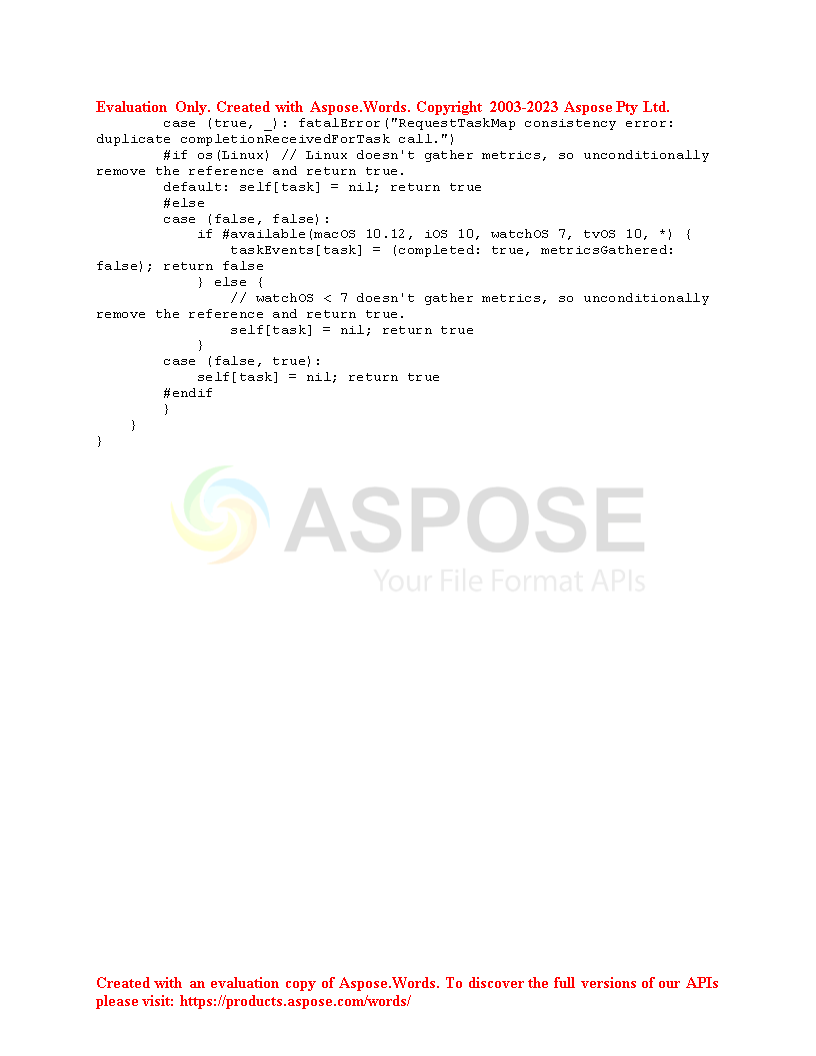 Evaluation Only. Created with Aspose.Words. Copyright 2003-2023 Aspose Pty Ltd.
        case (true, _): fatalError("RequestTaskMap consistency error:
duplicate completionReceivedForTask call.")
        #if os(Linux) // Linux doesn't gather metrics, so unconditionally
remove the reference and return true.
        default: self[task] = nil; return true
        #else
        case (false, false):
            if #available(macOS 10.12, iOS 10, watchOS 7, tvOS 10, *) {
                taskEvents[task] = (completed: true, metricsGathered:
false); return false
            } else {
                // watchOS < 7 doesn't gather metrics, so unconditionally
remove the reference and return true.
                self[task] = nil; return true
            }
        case (false, true):
            self[task] = nil; return true
        #endif
        }
    }
}
ASPOSE
Your File Format APIs
Created with an evaluation copy of Aspose.Words. To discover the full versions of our APIs
please visit: https://products.aspose.com/words/